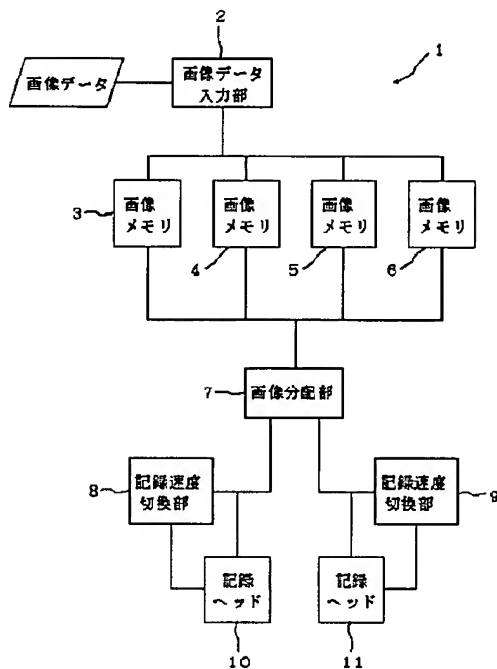 2
1
画像データ
画像データ
入力部
3
画像
メモリ
画像
メモリ
画像
メモリ
画像
メモリ
4
5
6
7
画像分配部
8
記録速度
切換部
記録速度
切換部
9
記録
ヘッド
記録
ヘッド
10
11